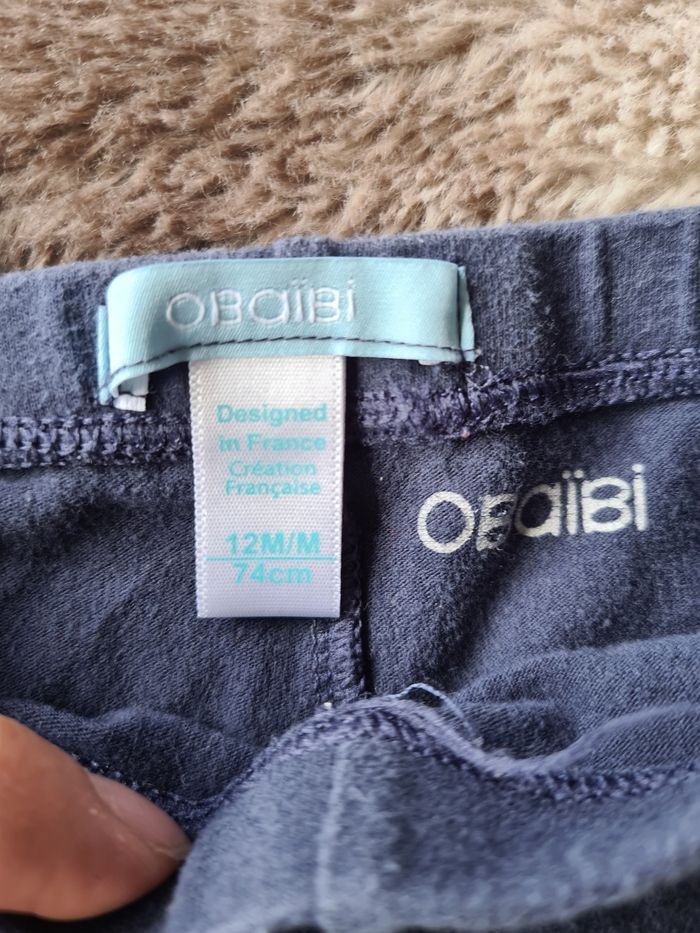 OBaïBi
Designed
in France
Création
Française
12M/M
74cm
OBaïBi